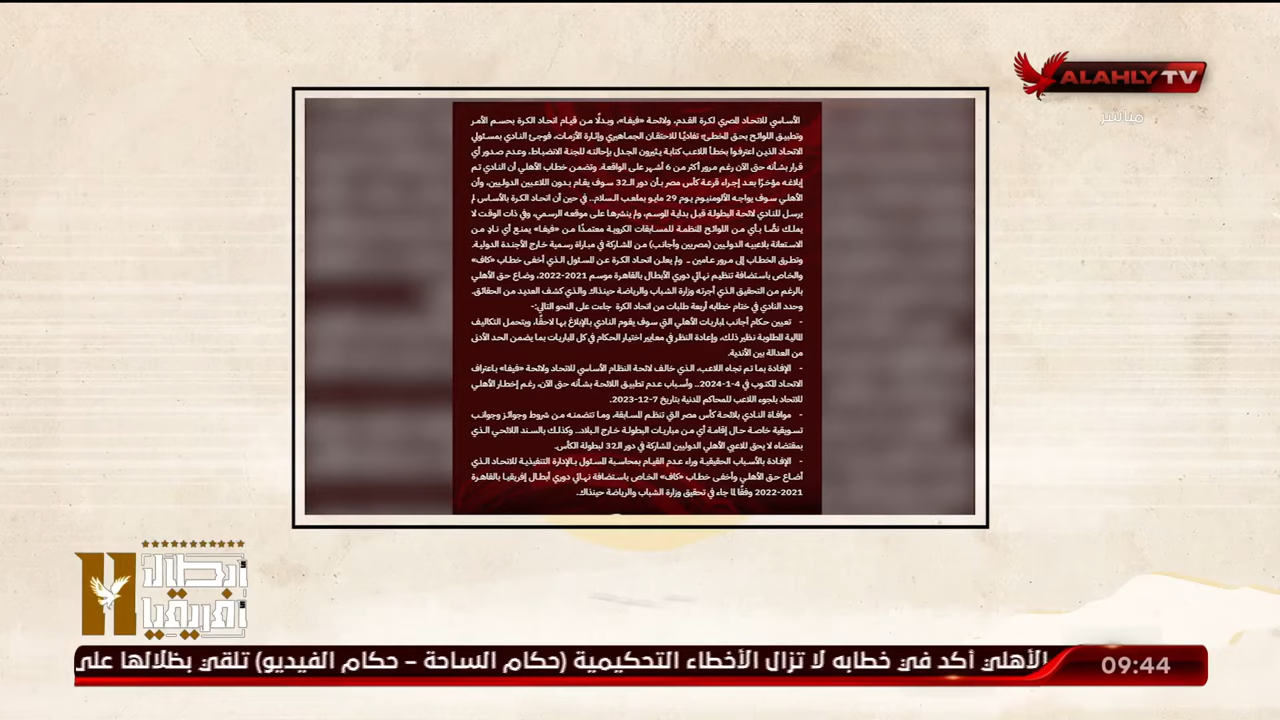 ALAHLY TV
مباشر
الأساسي للاتحاد المصري لكرة القدم، ولائحة «فيفا»، وبدلًا من قيام اتحاد الكرة بحسم الأمر
وتطبيق اللوائح بحق المخطئ؛ تفاديًا للاحتقان الجماهيري وإثارة الأزمات، فوجئ النادي بمسئولي
الاتحاد الذين اعترفوا بخطأ اللاعب كتابة يثيرون الجدل بإحالته للجنة الانضباط، وعدم صدور أي
قرار بشأنه حتى الآن رغم مرور أكثر من 6 أشهر على الواقعة. وتضمن خطاب الأهلي أن النادي تم
إبلاغه مؤخرًا بعد إجراء قرعة كأس مصر بأن دور الـ32 سوف يقام بدون اللاعبين الدوليين، وأن
الأهلي سوف يواجه الألومنيوم يوم 29 مايو بملعب السلام.. في حين أن اتحاد الكرة بالأساس لم
يرسل للنادي لائحة البطولة قبل بداية الموسم، ولم ينشرها على موقعه الرسمي، وفي ذات الوقت لا
يملك نصًّا بأي من اللوائح المنظمة للمسابقات الكروية معتمدًا من «فيفا» يمنع أي نادٍ من
الاستعانة بلاعبيه الدوليين (مصريين وأجانب) من المشاركة في مباراة رسمية خارج الأجندة الدولية.
وتطرق الخطاب إلى مرور عامين ـ ولم يعلن اتحاد الكرة عن المسئول الذي أخفى خطاب «كاف»
والخاص باستضافة تنظيم نهائي دوري الأبطال بالقاهرة موسم 2021-2022، وضاع حق الأهلي
بالرغم من التحقيق الذي أجرته وزارة الشباب والرياضة حينذاك والذي كشف العديد من الحقائق.
وحدد النادي في ختام خطابه أربعة طلبات من اتحاد الكرة جاءت على النحو التالي:-
- تعيين حكام أجانب لمباريات الأهلي التي سوف يقوم النادي بالإبلاغ بها لاحقًا، ويتحمل التكاليف
المالية المطلوبة نظير ذلك، وإعادة النظر في معايير اختيار الحكام في كل المباريات بما يضمن الحد الأدنى
من العدالة بين الأندية.
- الإفادة بما تم تجاه اللاعب، الذي خالف لائحة النظام الأساسي للاتحاد ولائحة «فيفا» باعتراف
الاتحاد المكتوب في 4-1-2024.. وأسباب عدم تطبيق اللائحة بشأنه حتى الآن، رغم إخطار الأهلي
للاتحاد بلجوء اللاعب للمحاكم المدنية بتاريخ 7-12-2023.
- موافاة النادي بلائحة كأس مصر التي تنظم المسابقة، وما تتضمنه من شروط وجوائز وجوانب
تسويقية خاصة حال إقامة أي من مباريات البطولة خارج البلاد.. وكذلك بالسند اللائحي الذي
بمقتضاه لا يحق للاعبي الأهلي الدوليين المشاركة في دور الـ32 لبطولة الكأس.
- الإفادة بالأسباب الحقيقية وراء عدم القيام بمحاسبة المسئول بالإدارة التنفيذية للاتحاد الذي
أضاع حق الأهلي وأخفى خطاب «كاف» الخاص باستضافة نهائي دوري أبطال إفريقيا بالقاهرة
2021-2022 وفقًا لما جاء في تحقيق وزارة الشباب والرياضة حينذاك.
أبطال
أفريقيا
11
الأهلي أكد في خطابه لا تزال الأخطاء التحكيمية (حكام الساحة – حكام الفيديو) تلقي بظلالها على
09:44